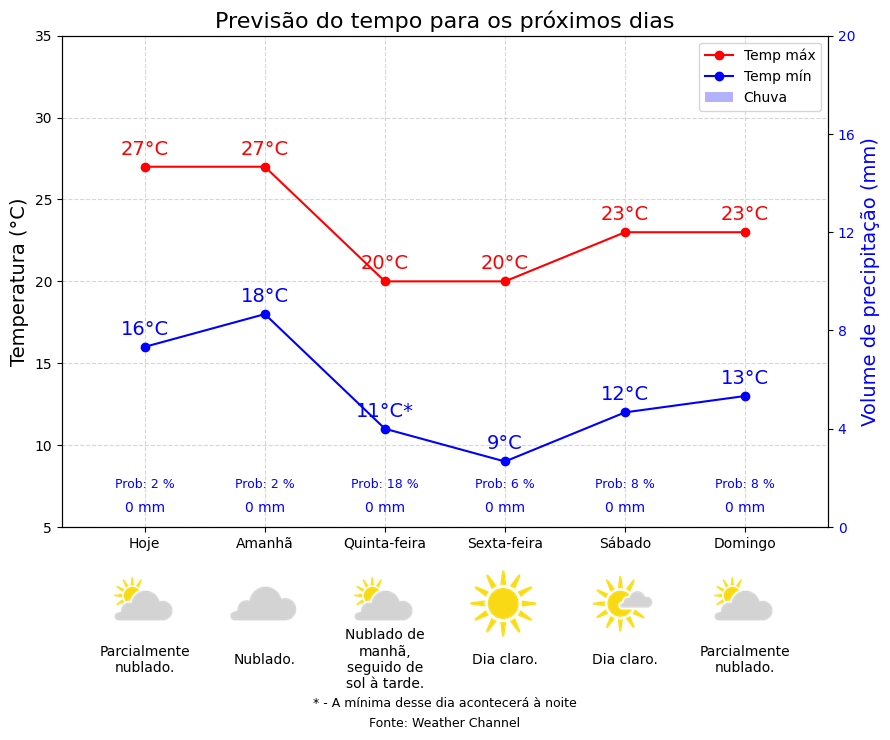 Previsão do tempo para os próximos dias
Temp máx
Temp mín
Chuva
Temperatura (°C)
Volume de precipitação (mm)
35
30
25
20
15
10
5
20
16
12
8
4
0
27°C
27°C
20°C
20°C
23°C
23°C
16°C
18°C
11°C*
9°C
12°C
13°C
Prob: 2 %
Prob: 2 %
Prob: 18 %
Prob: 6 %
Prob: 8 %
Prob: 8 %
0 mm
0 mm
0 mm
0 mm
0 mm
0 mm
Hoje
Amanhã
Quinta-feira
Sexta-feira
Sábado
Domingo
Parcialmente
nublado.
Nublado.
Nublado de
manhã,
seguido de
sol à tarde.
Dia claro.
Dia claro.
Parcialmente
nublado.
* - A mínima desse dia acontecerá à noite
Fonte: Weather Channel